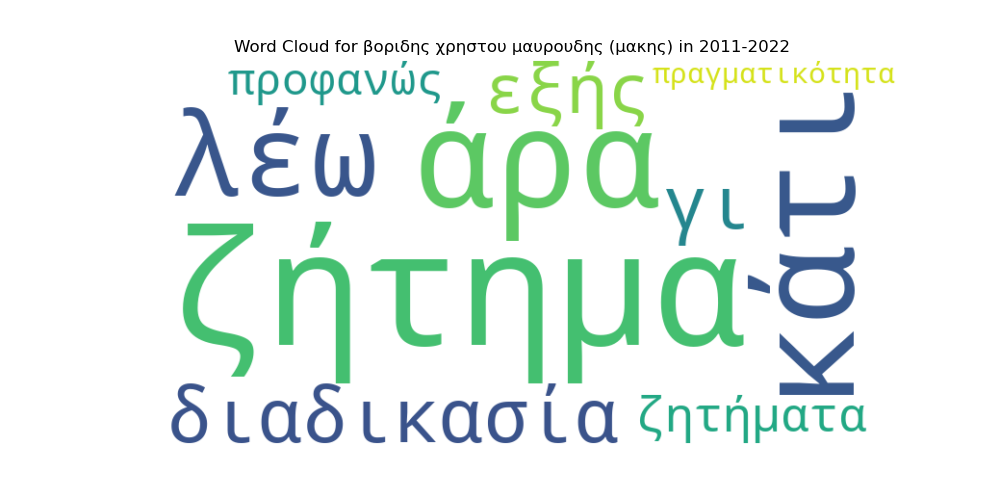 Word Cloud for βοριδης χρηστου μαυρουδης (μακης) in 2011-2022
προφανώς
εξής
πραγματικότητα
λέω
άρα
γι
κάτι
ζήτημα
διαδικασία
ζητήματα